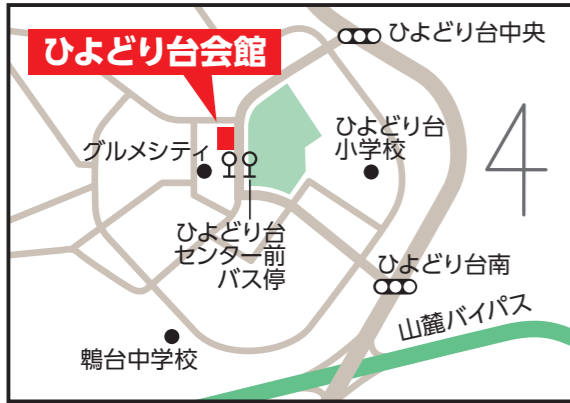 ひよどり台中央
ひよどり台会館
ひよどり台
小学校
グルメシティ
ひよどり台
センター前
バス停
ひよどり台南
山麓バイパス
鵯台中学校